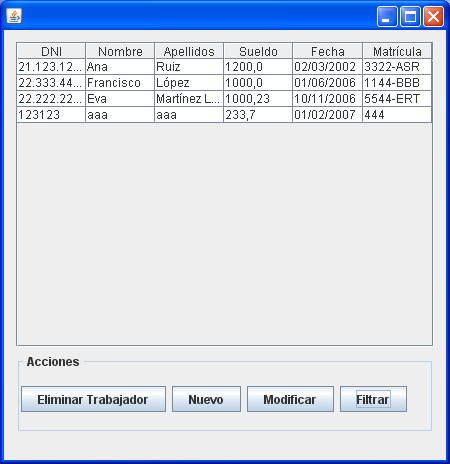 DNI Nombre Apellidos Sueldo Fecha Matrícula
21.123.12... Ana Ruiz 1200,0 02/03/2002 3322-ASR
22.333.44... Francisco López 1000,0 01/06/2006 1144-BBB
22.222.22... Eva Martínez L... 1000,23 10/11/2006 5544-ERT
123123 aaa aaa 233,7 01/02/2007 444
Acciones
Eliminar Trabajador Nuevo Modificar Filtrar